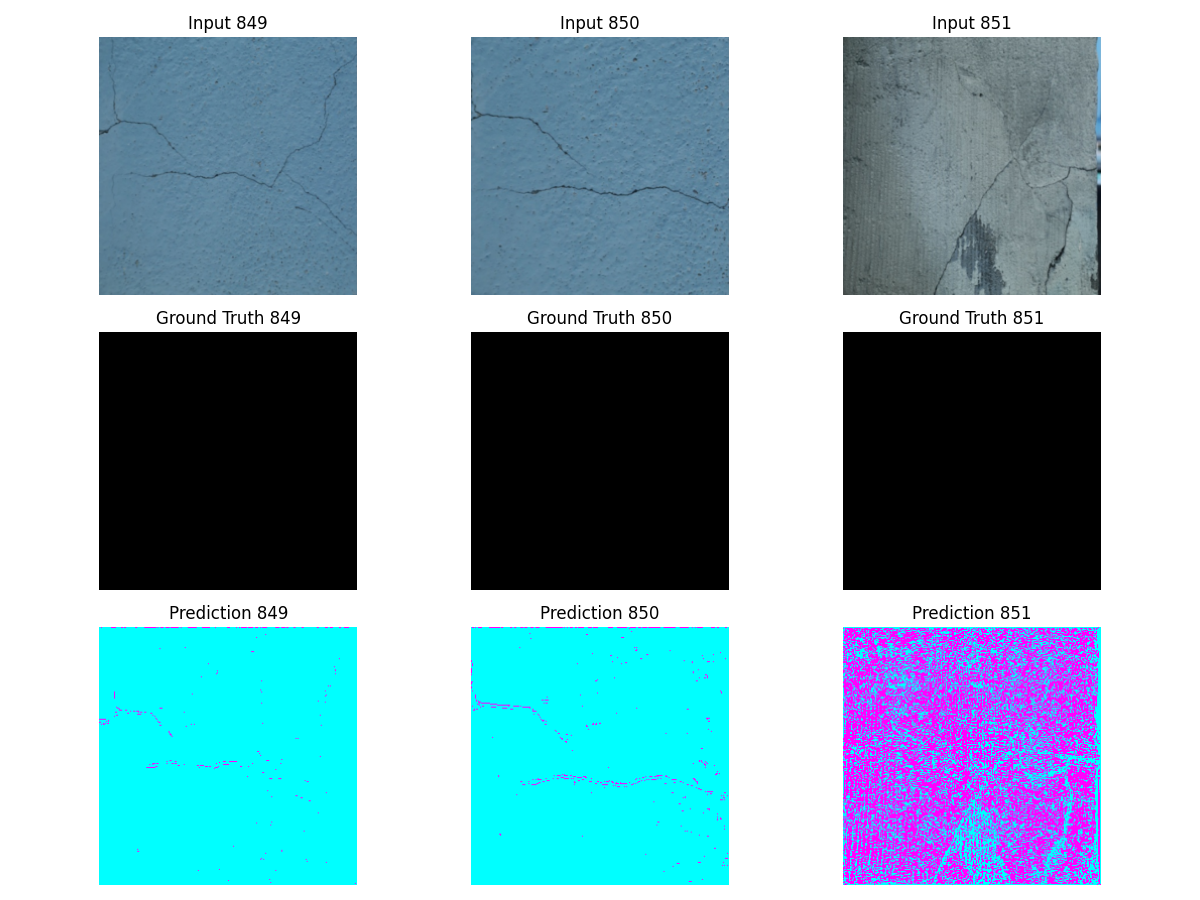 Input 849
Input 850
Input 851
Ground Truth 849
Ground Truth 850
Ground Truth 851
Prediction 849
Prediction 850
Prediction 851